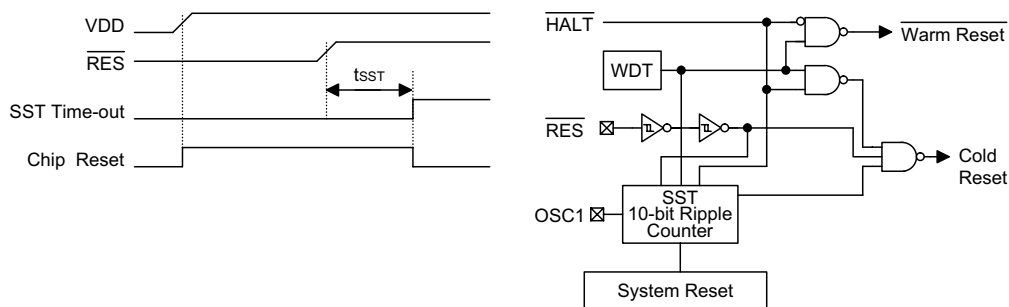 VDD
RES
tSST
SST Time-out
Chip Reset
HALT
Warm Reset
WDT
RES
Cold
Reset
SST
10-bit Ripple
Counter
OSC1
System Reset